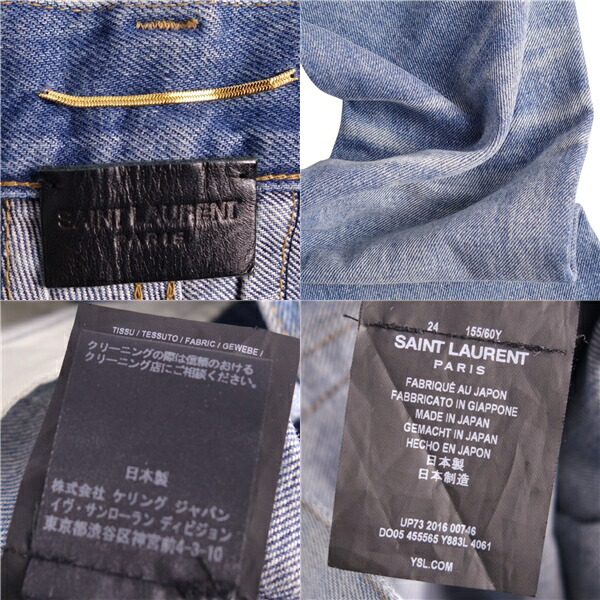 SAINT LAURENT
PARIS
TISSU / TESSUTO / FABRIC / GEWEBE /
クリーニングの際は信頼のおける
クリーニング店にご相談ください。
日本製
株式会社 ケリング ジャパン
イヴ・サンローラン ディビジョン
東京都渋谷区神宮前4-3-10
24 155/60Y
SAINT LAURENT
PARIS
FABRIQUÉ AU JAPON
FABBRICATO IN GIAPPONE
MADE IN JAPAN
GEMACHT IN JAPAN
HECHO EN JAPON
日本製
日本制造
UP73 2016 00746
DO05 455565 Y883L 4061
YSL.COM